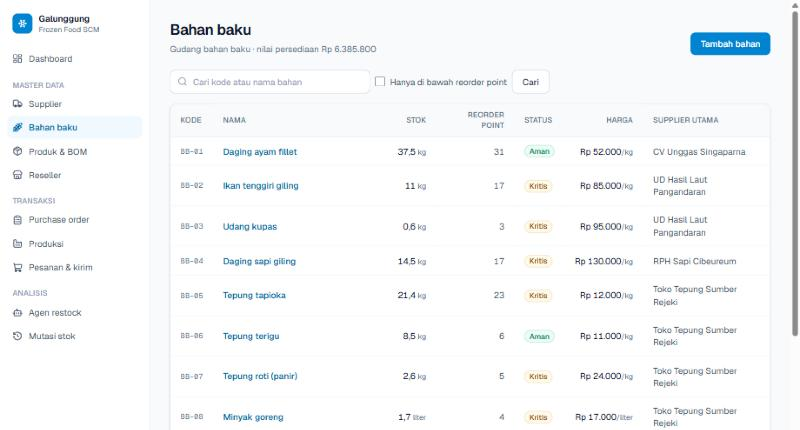 Galunggung
Frozen Food SCM
Dashboard
MASTER DATA
Supplier
Bahan baku
Produk & BOM
Reseller
TRANSAKSI
Purchase order
Produksi
Pesanan & kirim
ANALISIS
Agen restock
Mutasi stok
Bahan baku
Gudang bahan baku · nilai persediaan Rp 6.385.800
Tambah bahan
Cari kode atau nama bahan
Hanya di bawah reorder point
Cari
KODE NAMA STOK REORDER POINT STATUS HARGA SUPPLIER UTAMA
BB-01 Daging ayam fillet 37,5 kg 31 Aman Rp 52.000/kg CV Unggas Singaparna
BB-02 Ikan tenggiri giling 11 kg 17 Kritis Rp 85.000/kg UD Hasil Laut Pangandaran
BB-03 Udang kupas 0,6 kg 3 Kritis Rp 95.000/kg UD Hasil Laut Pangandaran
BB-04 Daging sapi giling 14,5 kg 17 Kritis Rp 130.000/kg RPH Sapi Cibeureum
BB-05 Tepung tapioka 21,4 kg 23 Kritis Rp 12.000/kg Toko Tepung Sumber Rejeki
BB-06 Tepung terigu 8,5 kg 6 Aman Rp 11.000/kg Toko Tepung Sumber Rejeki
BB-07 Tepung roti (panir) 2,6 kg 5 Kritis Rp 24.000/kg Toko Tepung Sumber Rejeki
BB-08 Minyak goreng 1,7 liter 4 Kritis Rp 17.000/liter Toko Tepung Sumber Rejeki